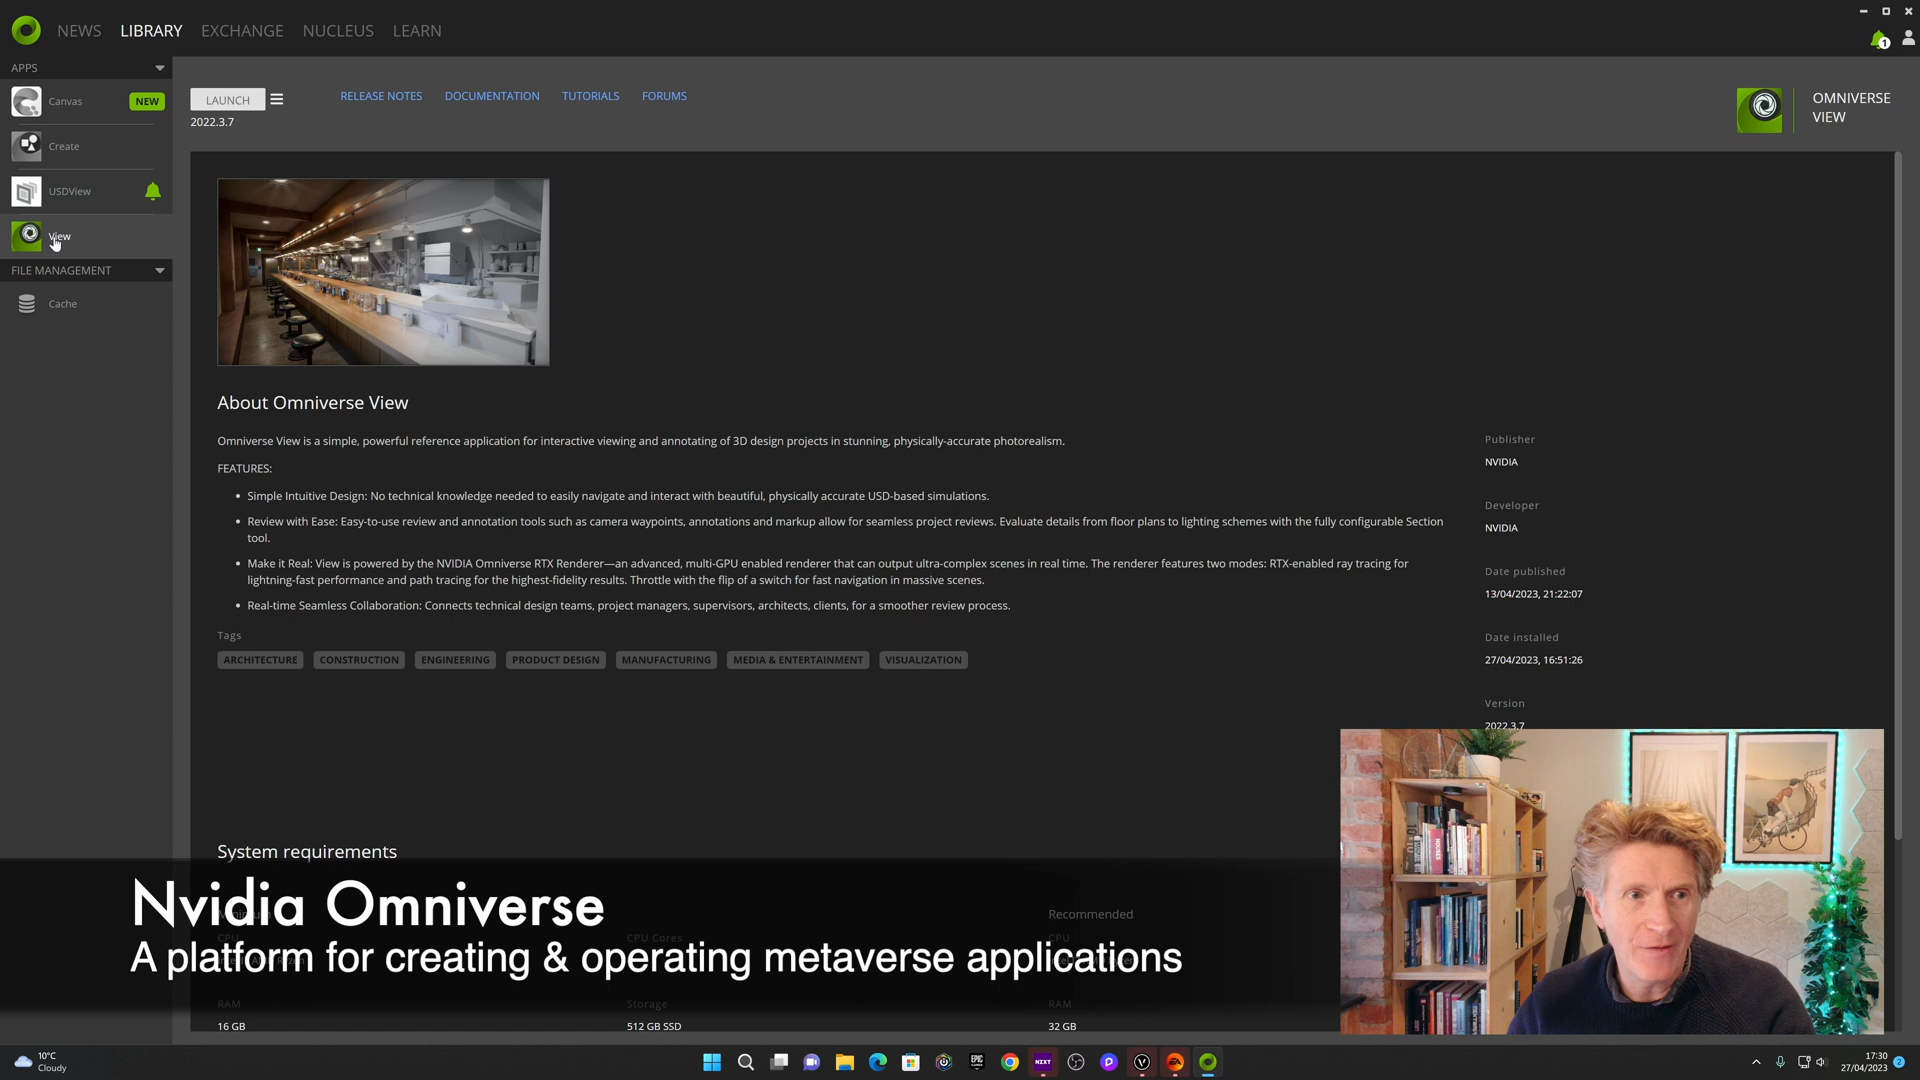 NEWS LIBRARY EXCHANGE NUCLEUS LEARN
1
APPS
Canvas NEW
Create
USDView
View
FILE MANAGEMENT
Cache
LAUNCH
2022.3.7
RELEASE NOTES DOCUMENTATION TUTORIALS FORUMS
OMNIVERSE
VIEW
About Omniverse View
Omniverse View is a simple, powerful reference application for interactive viewing and annotating of 3D design projects in stunning, physically-accurate photorealism.
FEATURES:
• Simple Intuitive Design: No technical knowledge needed to easily navigate and interact with beautiful, physically accurate USD-based simulations.
• Review with Ease: Easy-to-use review and annotation tools such as camera waypoints, annotations and markup allow for seamless project reviews. Evaluate details from floor plans to lighting schemes with the fully configurable Section
tool.
• Make it Real: View is powered by the NVIDIA Omniverse RTX Renderer—an advanced, multi-GPU enabled renderer that can output ultra-complex scenes in real time. The renderer features two modes: RTX-enabled ray tracing for
lightning-fast performance and path tracing for the highest-fidelity results. Throttle with the flip of a switch for fast navigation in massive scenes.
• Real-time Seamless Collaboration: Connects technical design teams, project managers, supervisors, architects, clients, for a smoother review process.
Tags
ARCHITECTURE CONSTRUCTION ENGINEERING PRODUCT DESIGN MANUFACTURING MEDIA & ENTERTAINMENT VISUALIZATION
Publisher
NVIDIA
Developer
NVIDIA
Date published
13/04/2023, 21:22:07
Date installed
27/04/2023, 16:51:26
Version
2022.3.7
System requirements
Nvidia Omniverse
A platform for creating & operating metaverse applications
Recommended
CPU
CPU Cores
CPU
RAM
16 GB
Storage
512 GB SSD
RAM
32 GB
10°C
Cloudy
EPIC
NXT
EA
17:30
27/04/2023
2